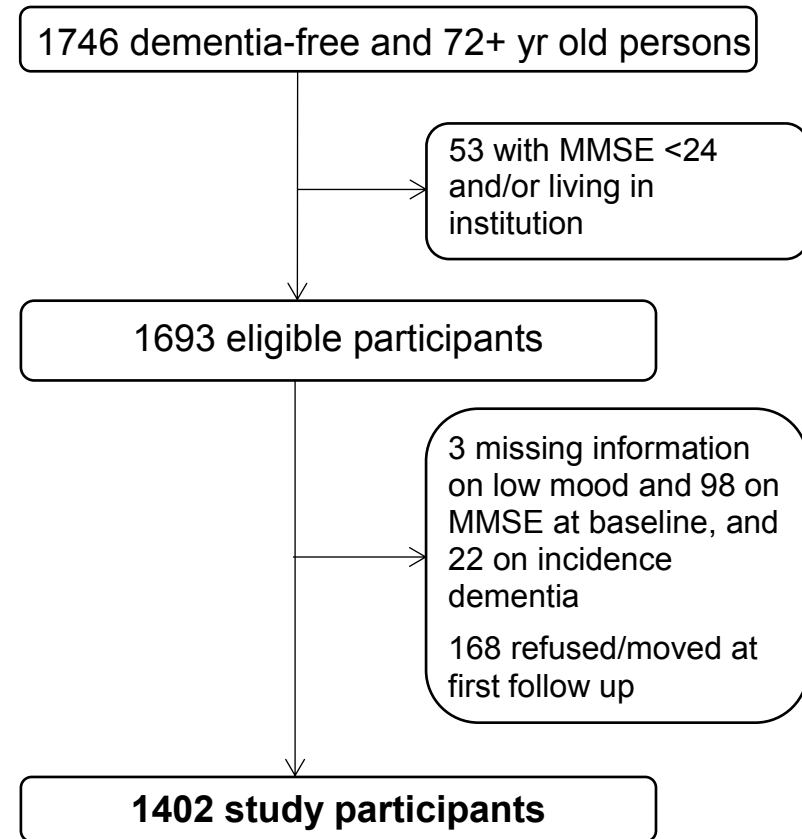 1746 dementia-free and 72+ yr old persons
53 with MMSE <24
and/or living in
institution
1693 eligible participants
3 missing information
on low mood and 98 on
MMSE at baseline, and
22 on incidence
dementia
168 refused/moved at
first follow up
1402 study participants